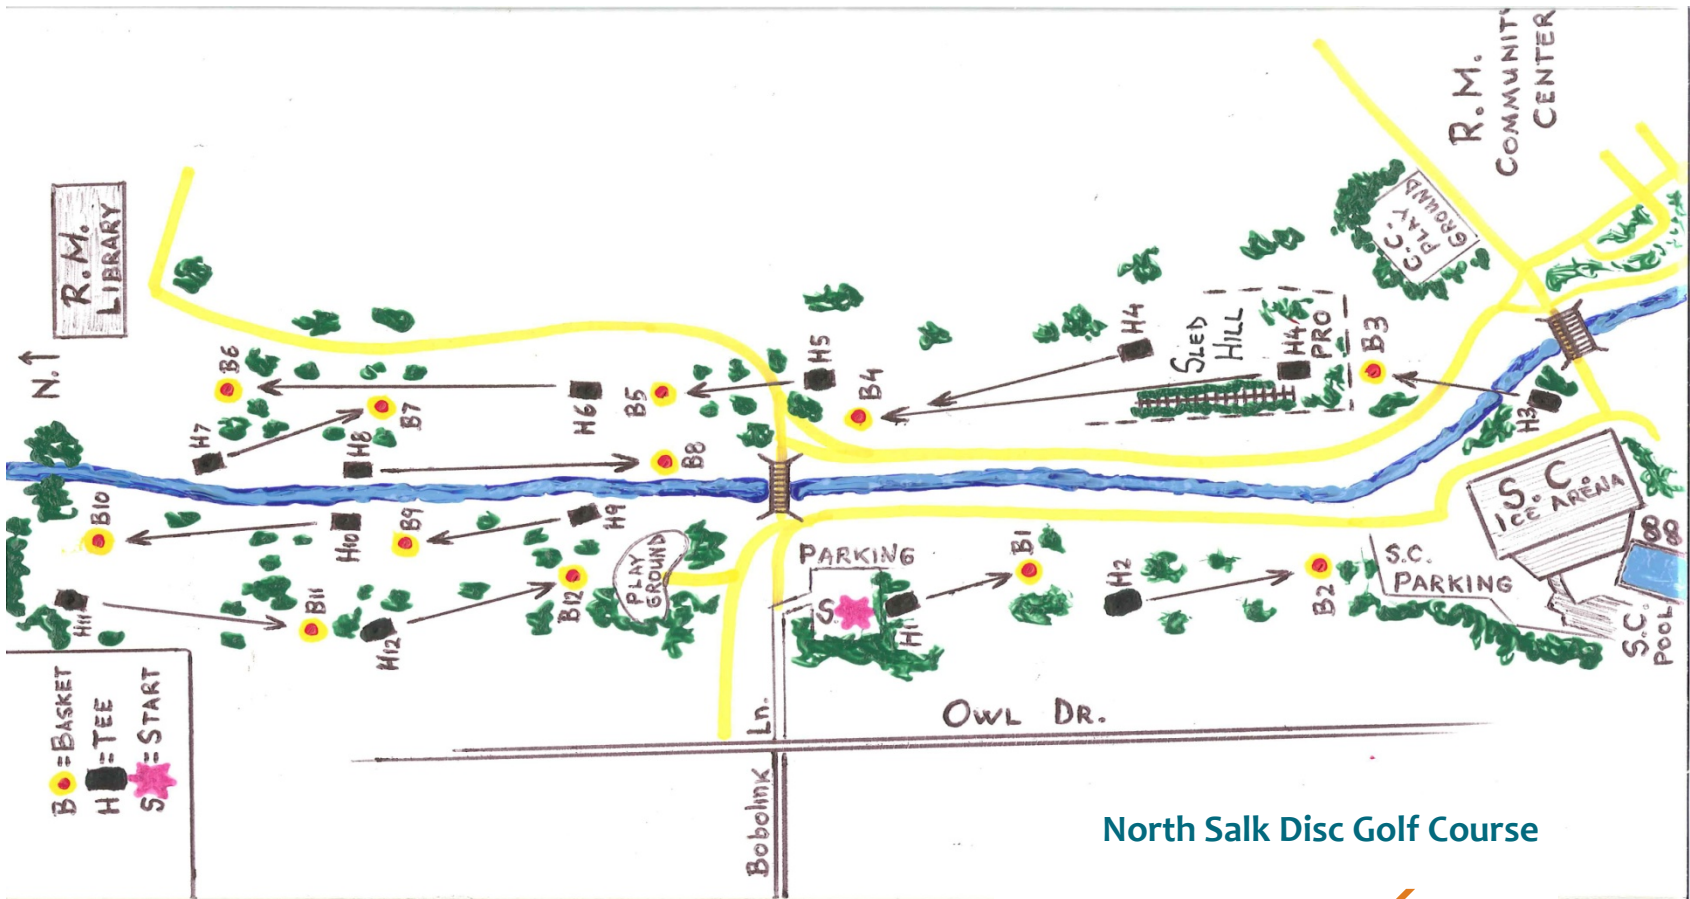 R.M.
COMMUNITY
CENTER
R.M.
LIBRARY
S.C.
PLAY
GROUND
N.↑
B6
H7
B7
H8
H6
B5
B8
H5
B4
H4
SLED
HILL
H4
PRO
B3
H3
S.C.
ICE ARENA
B10
H10
B9
H9
H11
B11
H12
B12
PLAY
GROUND
PARKING
S
H1
B1
H2
B2
S.C.
PARKING
S.C.
POOL
OWL DR.
Bobolink Ln.
B = BASKET
H = TEE
S = START
North Salk Disc Golf Course